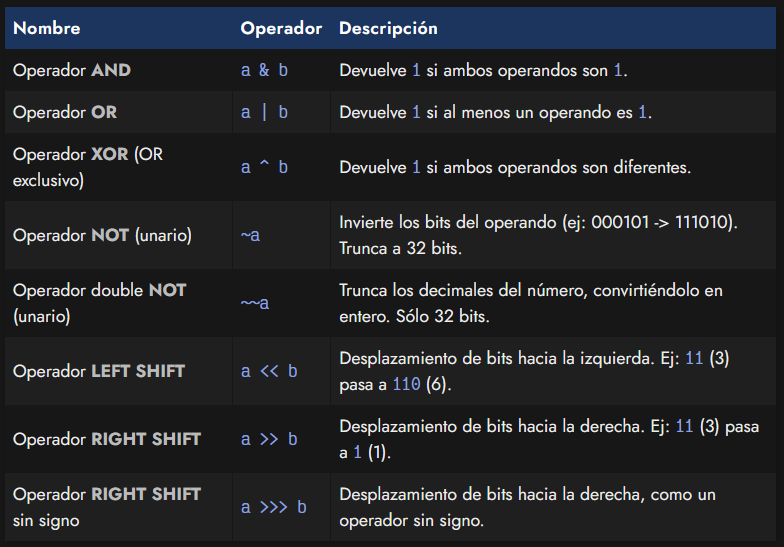 Nombre Operador Descripción
Operador AND a & b Devuelve 1 si ambos operandos son 1.
Operador OR a | b Devuelve 1 si al menos un operando es 1.
Operador XOR (OR
exclusivo) a ^ b Devuelve 1 si ambos operandos son diferentes.
Operador NOT (unario) ~a Invierte los bits del operando (ej: 000101 -> 111010).
Trunca a 32 bits.
Operador double NOT
(unario) ~~a Trunca los decimales del número, convirtiéndolo en
entero. Sólo 32 bits.
Operador LEFT SHIFT a << b Desplazamiento de bits hacia la izquierda. Ej: 11 (3)
pasa a 110 (6).
Operador RIGHT SHIFT a >> b Desplazamiento de bits hacia la derecha. Ej: 11 (3) pasa
a 1 (1).
Operador RIGHT SHIFT
sin signo a >>> b Desplazamiento de bits hacia la derecha, como un
operador sin signo.